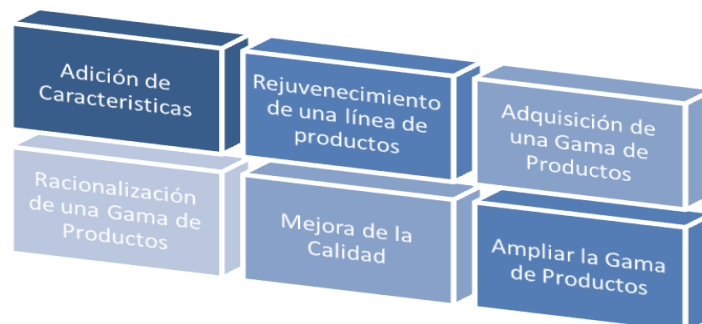 Adición de
Caracteristicas
Rejuvenecimiento
de una línea de
productos
Adquisición de
una Gama de
Productos
Racionalización
de una Gama de
Productos
Mejora de la
Calidad
Ampliar la Gama
de Productos